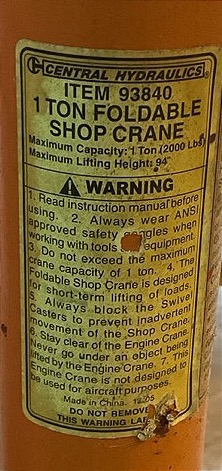 CENTRAL HYDRAULICS®
ITEM 93840
1 TON FOLDABLE
SHOP CRANE
Maximum Capacity: 1 Ton (2000 Lbs)
Maximum Lifting Height: 94"
WARNING
1. Read instruction manual before
using. 2. Always wear ANSI
approved safety goggles when
working with tools equipment.
3. Do not exceed the maximum
crane capacity of 1 ton. 4. The
Foldable Shop Crane is designed
for short-term lifting of loads.
5. Always block the Swivel
Casters to prevent inadvertent
movement of the Shop Crane.
6. Stay clear of the Engine Crane.
Never go under an object being
lifted by the Engine Crane. 7. This
Engine Crane is not designed to
be used for aircraft purposes.
Made in China.
DO NOT REMOVE
THIS WARNING LA